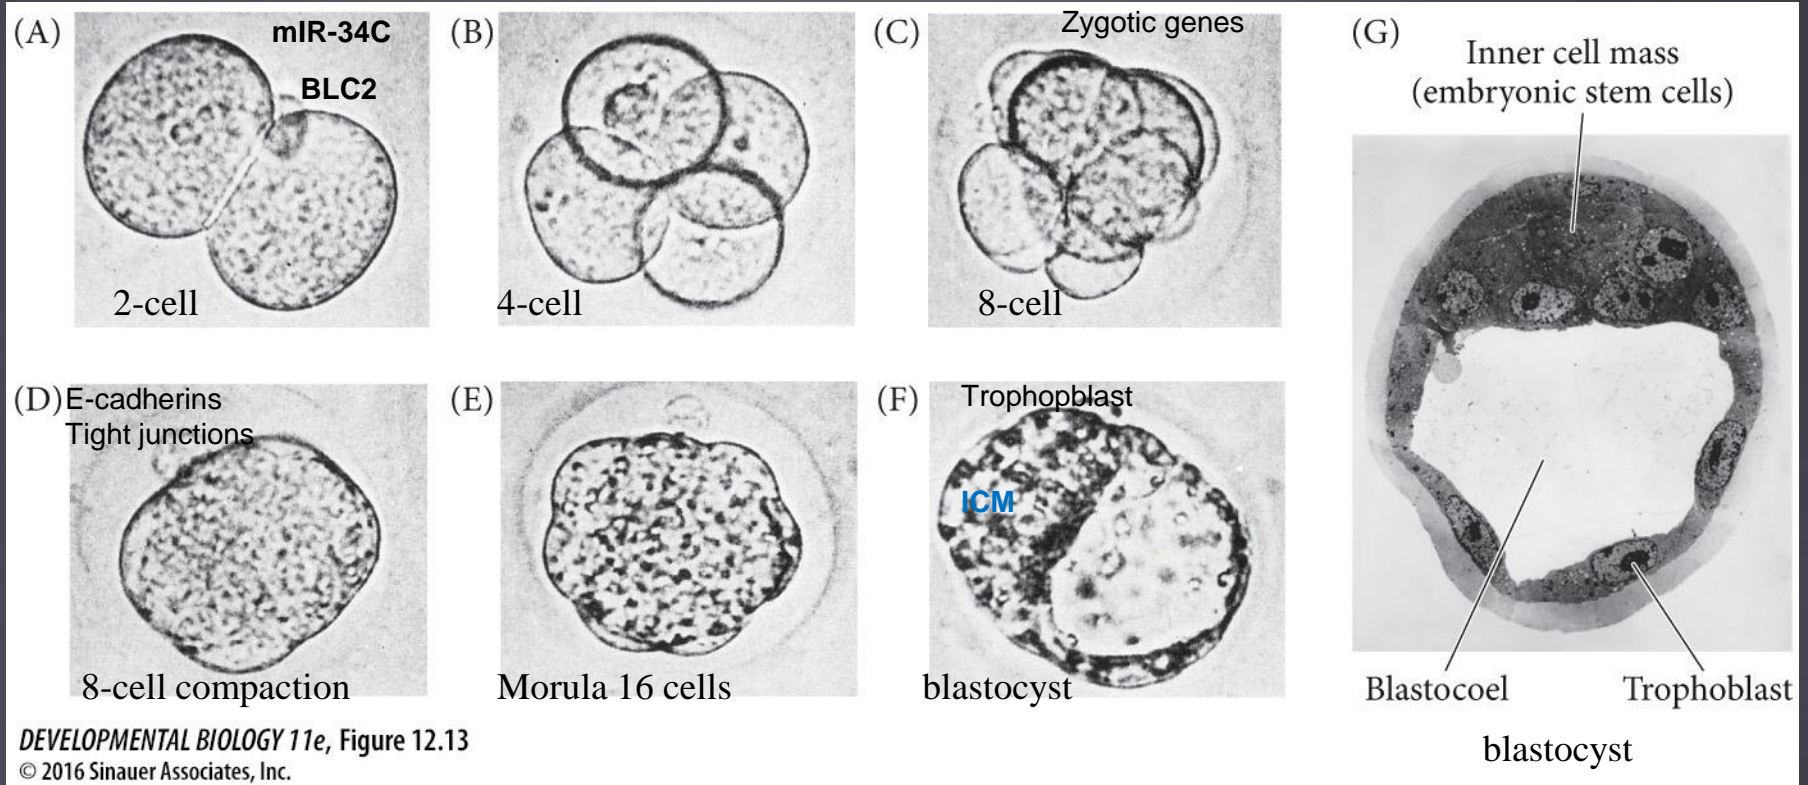 (A)
mIR-34C
BLC2
2-cell
(B)
4-cell
(C)
Zygotic genes
8-cell
(D)
E-cadherins
Tight junctions
8-cell compaction
(E)
Morula 16 cells
(F)
Trophopblast
ICM
blastocyst
(G)
Inner cell mass
(embryonic stem cells)
Blastocoel
Trophoblast
blastocyst
DEVELOPMENTAL BIOLOGY 11e, Figure 12.13
© 2016 Sinauer Associates, Inc.